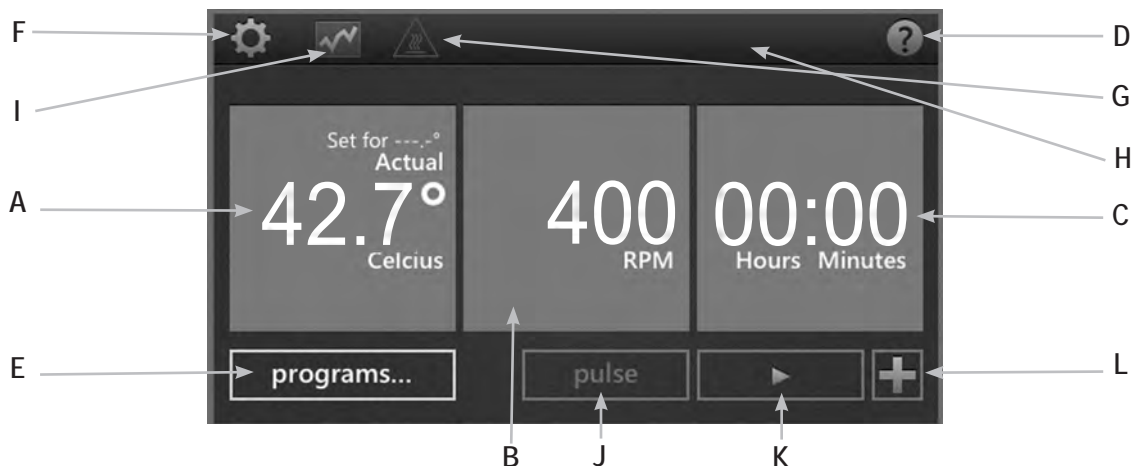 F
D
?
G
I
H
Set for ---.-°
Actual
A
42.7°
400
00:00
C
Celcius
RPM
Hours Minutes
E
programs...
pulse
L
B
J
K